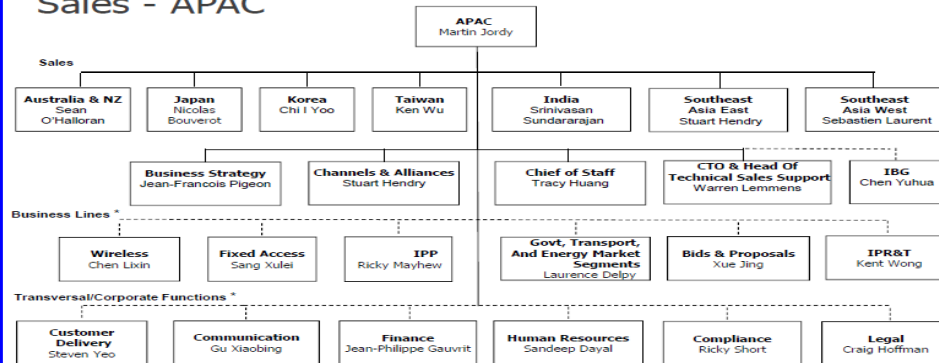 Sales - APAC
APAC
Martin Jordy
Sales
Australia & NZ
Sean
O'Halloran
Japan
Nicolas
Bouverot
Korea
Chi I Yoo
Taiwan
Ken Wu
India
Srinivasan
Sundararajan
Southeast
Asia East
Stuart Hendry
Southeast
Asia West
Sebastien Laurent
Business Strategy
Jean-Francois Pigeon
Channels & Alliances
Stuart Hendry
Chief of Staff
Tracy Huang
CTO & Head Of
Technical Sales Support
Warren Lemmens
IBG
Chen Yuhua
Business Lines *
Wireless
Chen Lixin
Fixed Access
Sang Xulei
IPP
Ricky Mayhew
Govt, Transport,
And Energy Market
Segments
Laurence Delpy
Bids & Proposals
Xue Jing
IPR&T
Kent Wong
Transversal/Corporate Functions *
Customer
Delivery
Steven Yeo
Communication
Gu Xiaobing
Finance
Jean-Philippe Gauvrit
Human Resources
Sandeep Dayal
Compliance
Ricky Short
Legal
Craig Hoffman